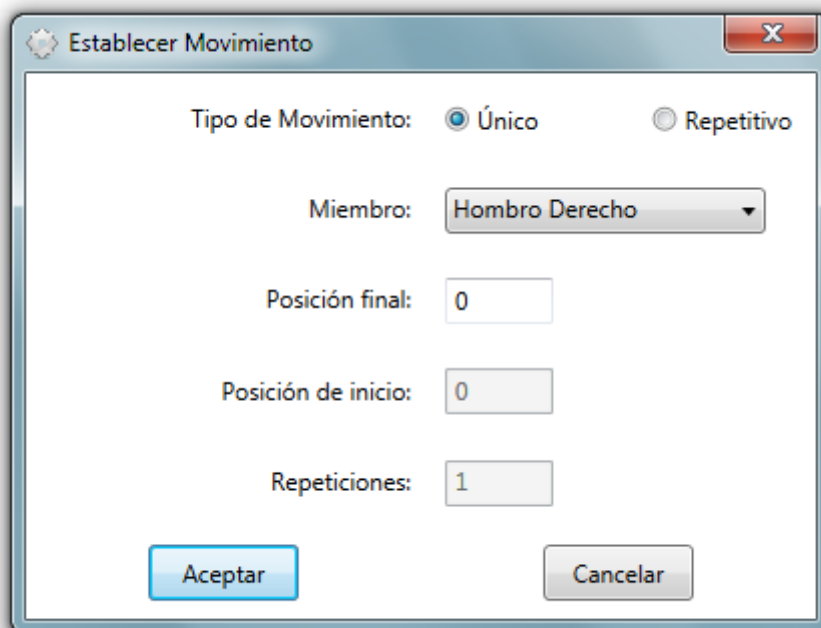 Establecer Movimiento
Tipo de Movimiento: Único Repetitivo
Miembro: Hombro Derecho
Posición final: 0
Posición de inicio: 0
Repeticiones: 1
Aceptar Cancelar